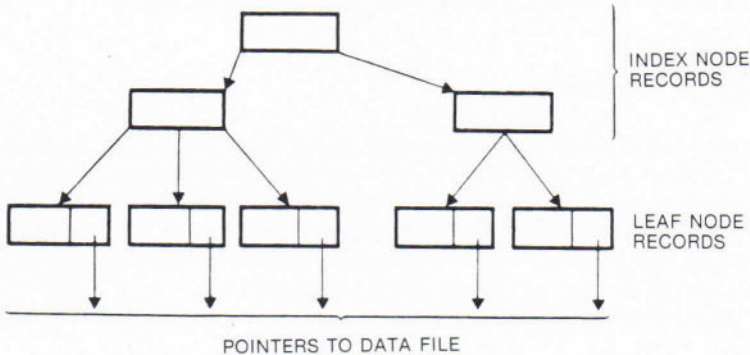 INDEX NODE
RECORDS
LEAF NODE
RECORDS
POINTERS TO DATA FILE